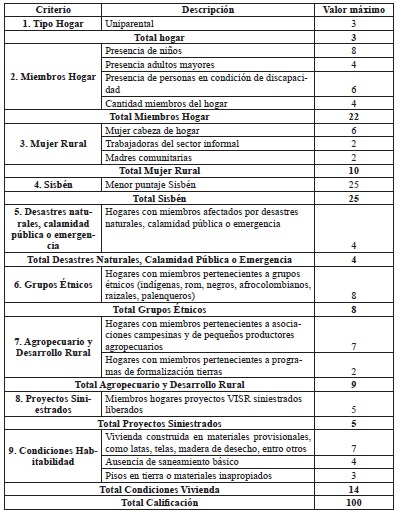 Criterio Descripción Valor máximo
1. Tipo Hogar Uniparental 3
Total hogar 3
2. Miembros Hogar
Presencia de niños 8
Presencia adultos mayores 4
Presencia de personas en condición de discapaci-
dad 6
Cantidad miembros del hogar 4
Total Miembros Hogar 22
3. Mujer Rural
Mujer cabeza de hogar 6
Trabajadoras del sector informal 2
Madres comunitarias 2
Total Mujer Rural 10
4. Sisbén Menor puntaje Sisbén 25
Total Sisbén 25
5. Desastres natu-
rales, calamidad
pública o emergen-
cia
Hogares con miembros afectados por desastres
naturales, calamidad pública o emergencia
4
Total Desastres Naturales, Calamidad Pública o Emergencia 4
6. Grupos Étnicos
Hogares con miembros pertenecientes a grupos
étnicos (indígenas, rom, negros, afrocolombianos,
raizales, palenqueros) 8
Total Grupos Étnicos 8
7. Agropecuario y
Desarrollo Rural
Hogares con miembros pertenecientes a asocia-
ciones campesinas y de pequeños productores
agropecuarios 7
Hogares con miembros pertenecientes a progra-
mas de formalización tierras 2
Total Agropecuario y Desarrollo Rural 9
8. Proyectos Sini-
estrados
Miembros hogares proyectos VISR siniestrados
liberados 5
Total Proyectos Siniestrados 5
9. Condiciones Hab-
itabilidad
Vivienda construida en materiales provisionales,
como latas, telas, madera de desecho, entro otros 7
Ausencia de saneamiento básico 4
Pisos en tierra o materiales inapropiados 3
Total Condiciones Vivienda 14
Total Calificación 100